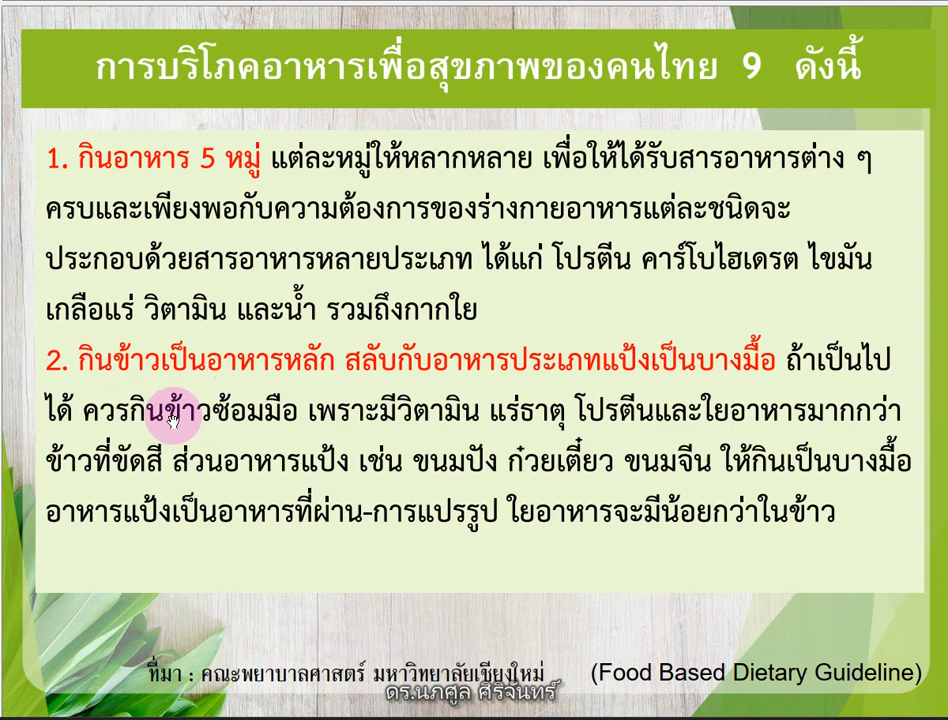 การบริโภคอาหารเพื่อสุขภาพของคนไทย 9 ดังนี้
1. กินอาหาร 5 หมู่ แต่ละหมู่ให้หลากหลาย เพื่อให้ได้รับสารอาหารต่าง ๆ
ครบและเพียงพอกับความต้องการของร่างกายอาหารแต่ละชนิดจะ
ประกอบด้วยสารอาหารหลายประเภท ได้แก่ โปรตีน คาร์โบไฮเดรต ไขมัน
เกลือแร่ วิตามิน และน้ำ รวมถึงกากใย
2. กินข้าวเป็นอาหารหลัก สลับกับอาหารประเภทแป้งเป็นบางมื้อ ถ้าเป็นไป
ได้ ควรกินข้าวซ้อมมือ เพราะมีวิตามิน แร่ธาตุ โปรตีนและใยอาหารมากกว่า
ข้าวที่ขัดสี ส่วนอาหารแป้ง เช่น ขนมปัง ก๋วยเตี๋ยว ขนมจีน ให้กินเป็นบางมื้อ
อาหารแป้งเป็นอาหารที่ผ่าน-การแปรรูป ใยอาหารจะมีน้อยกว่าในข้าว
ที่มา : คณะพยาบาลศาสตร์ มหาวิทยาลัยเชียงใหม่ (Food Based Dietary Guideline)
ดร.นภศูล ศิริจันทร์